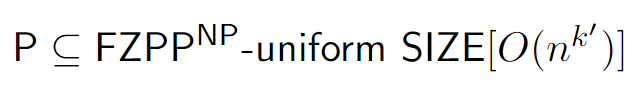 P ⊆ FZPP^NP-uniform SIZE[O(n^{k'})]